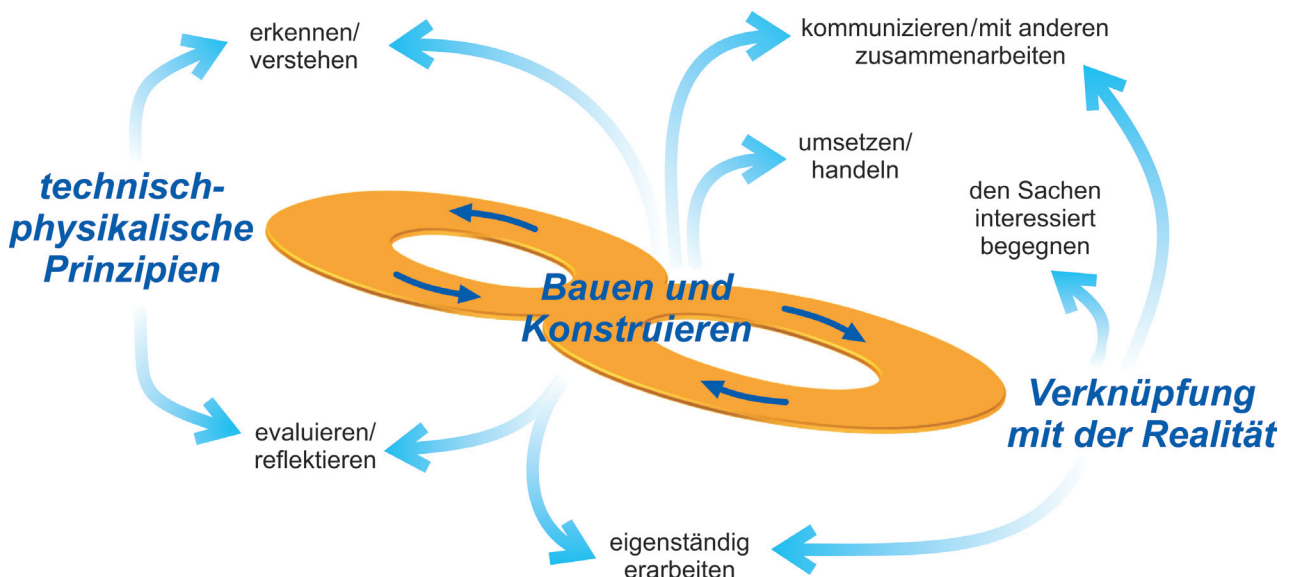 erkennen/
verstehen
kommunizieren/mit anderen
zusammenarbeiten
umsetzen/
handeln
technisch-
physikalische
Prinzipien
den Sachen
interessiert
begegnen
Bauen und
Konstruieren
Verknüpfung
mit der Realität
evaluieren/
reflektieren
eigenständig
erarbeiten